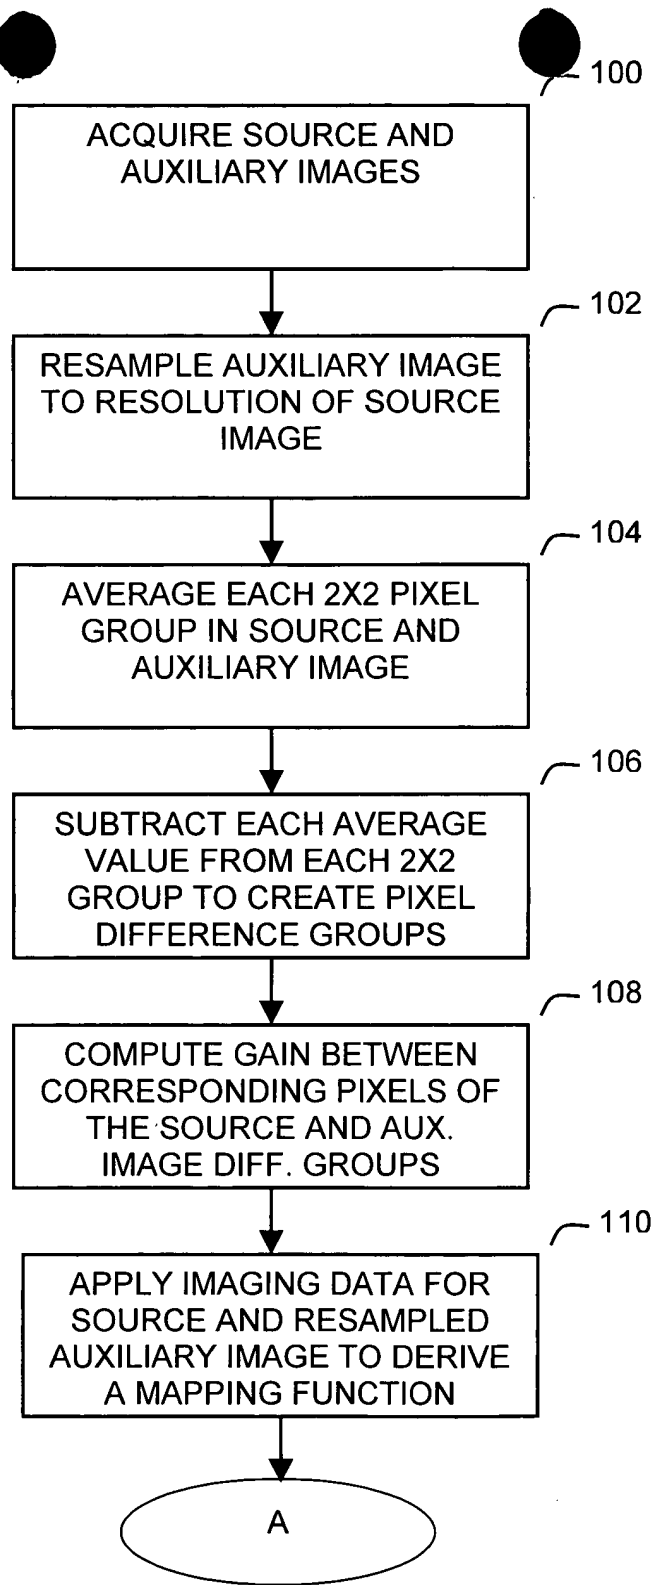 100
ACQUIRE SOURCE AND
AUXILIARY IMAGES
102
RESAMPLE AUXILIARY IMAGE
TO RESOLUTION OF SOURCE
IMAGE
104
AVERAGE EACH 2X2 PIXEL
GROUP IN SOURCE AND
AUXILIARY IMAGE
106
SUBTRACT EACH AVERAGE
VALUE FROM EACH 2X2
GROUP TO CREATE PIXEL
DIFFERENCE GROUPS
108
COMPUTE GAIN BETWEEN
CORRESPONDING PIXELS OF
THE SOURCE AND AUX.
IMAGE DIFF. GROUPS
110
APPLY IMAGING DATA FOR
SOURCE AND RESAMPLED
AUXILIARY IMAGE TO DERIVE
A MAPPING FUNCTION
A